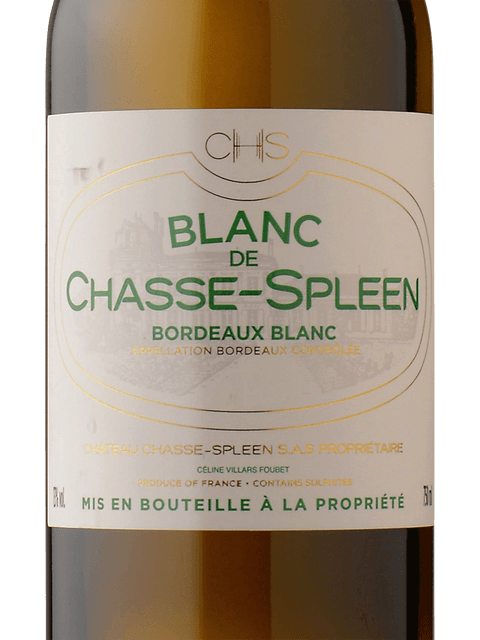 CHS
BLANC
DE
CHASSE-SPLEEN
BORDEAUX BLANC
APPELLATION BORDEAUX CONTRÔLÉE
CHÂTEAU CHASSE-SPLEEN S.A.S PROPRIÉTAIRE
CÉLINE VILLARS FOUBET
PRODUCE OF FRANCE • CONTAINS SULFITES
MIS EN BOUTEILLE À LA PROPRIÉTÉ